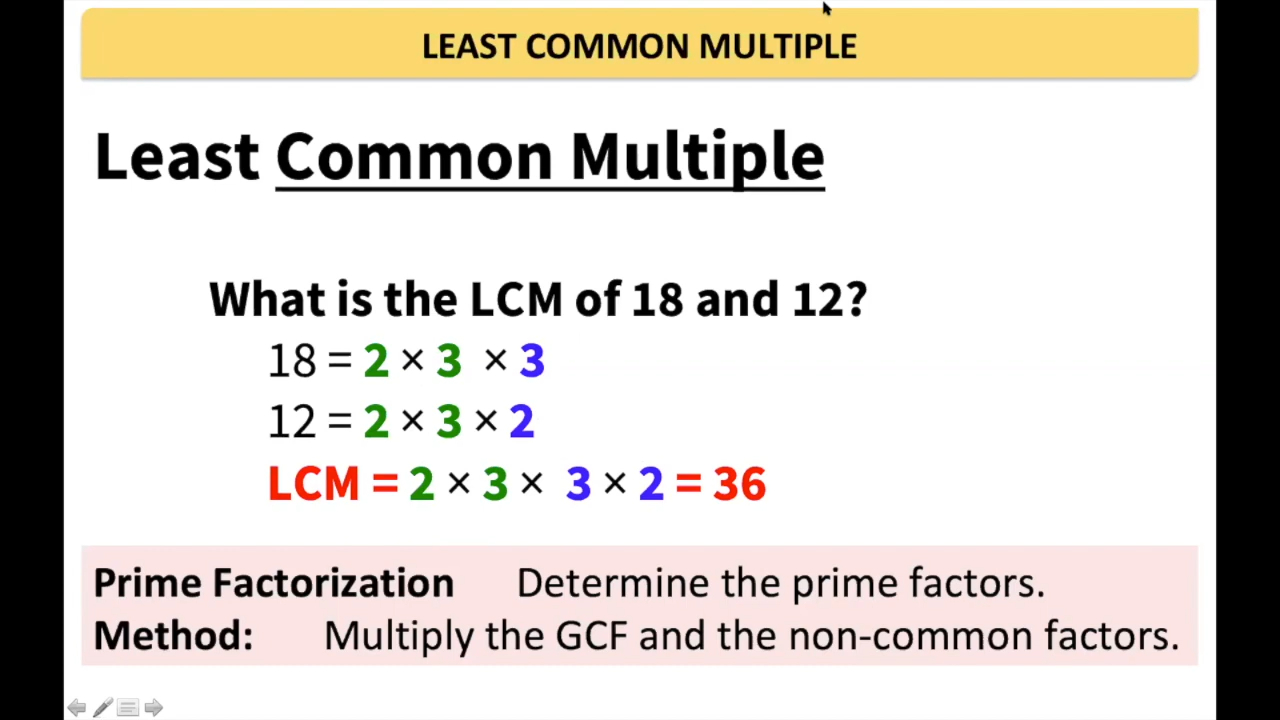 LEAST COMMON MULTIPLE
Least Common Multiple
What is the LCM of 18 and 12?
18 = 2 × 3 × 3
12 = 2 × 3 × 2
LCM = 2 × 3 × 3 × 2 = 36
Prime Factorization Determine the prime factors.
Method: Multiply the GCF and the non-common factors.